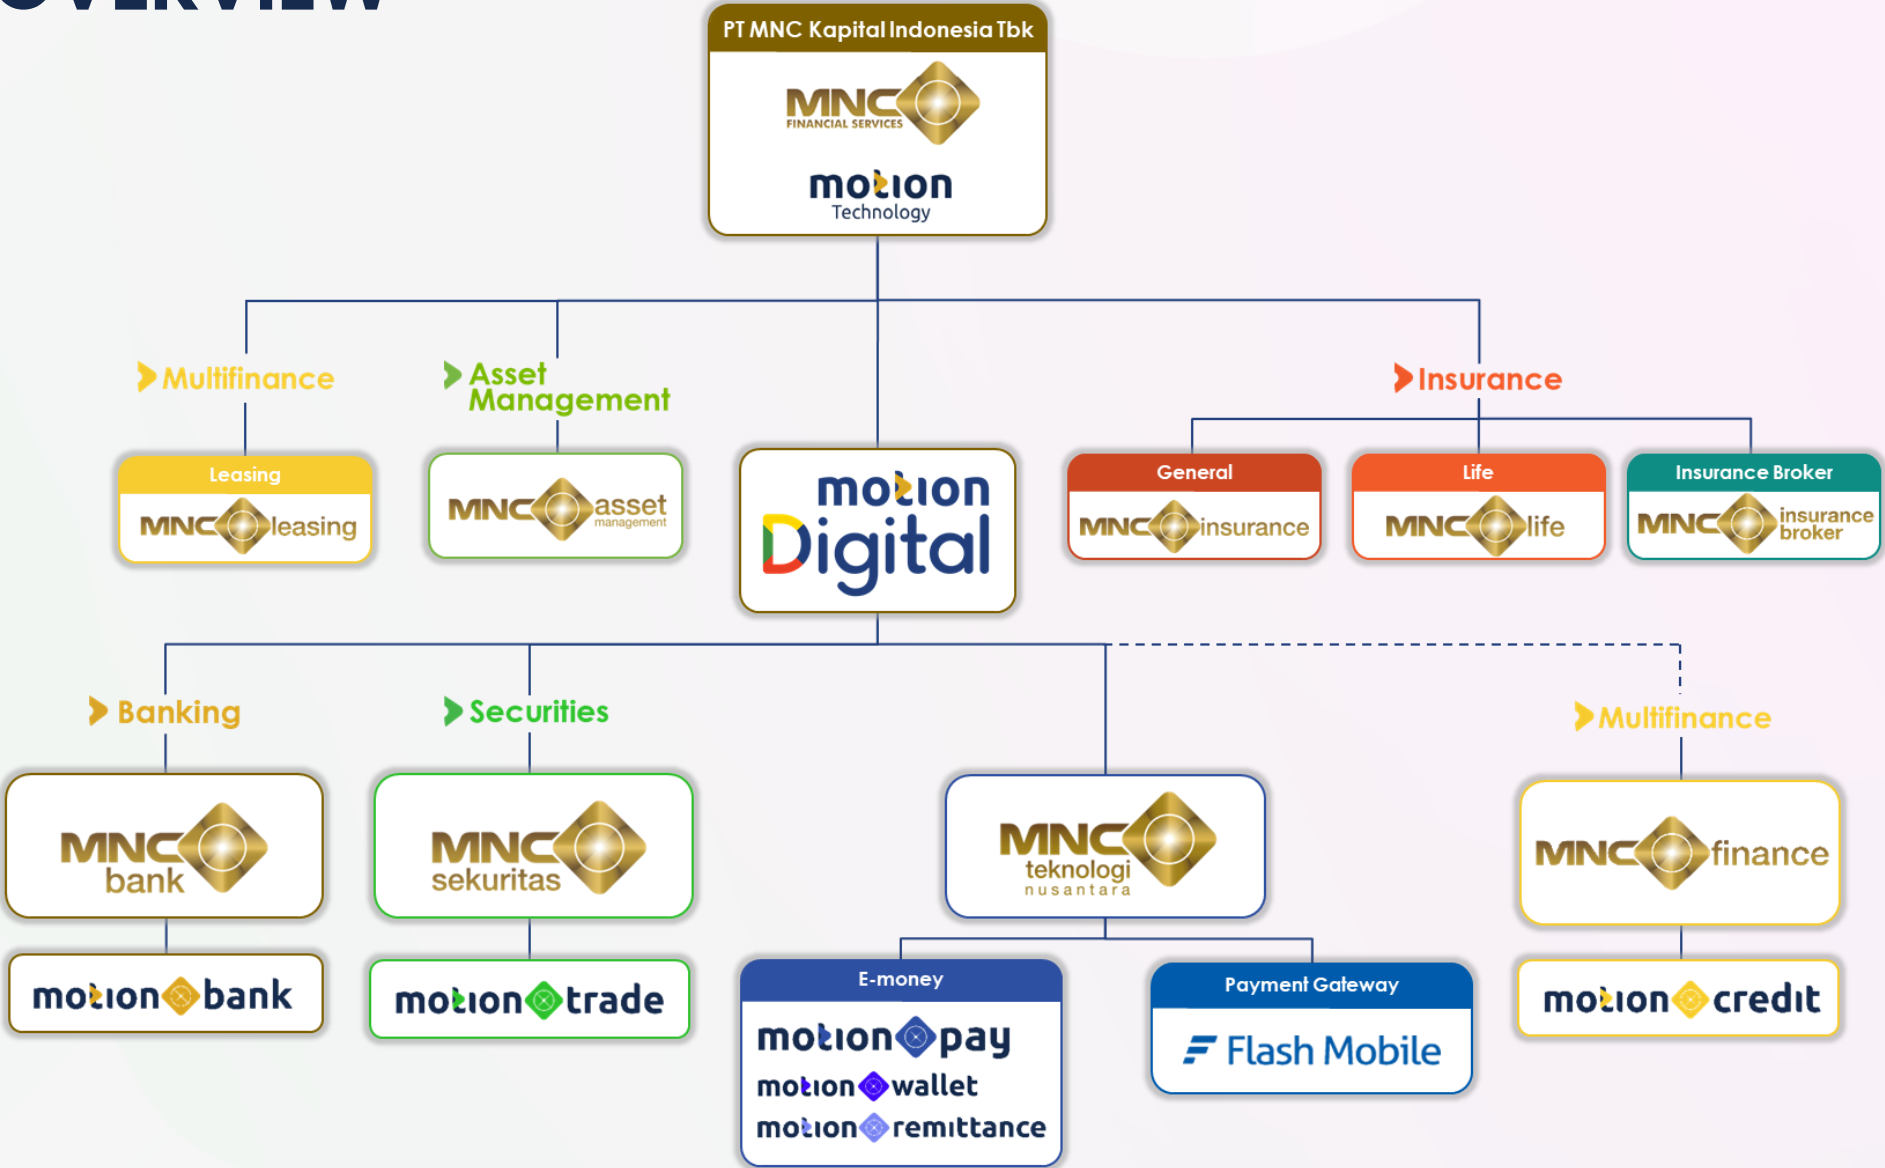 OVERVIEW
PT MNC Kapital Indonesia Tbk
MNC
FINANCIAL SERVICES
motion
Technology
Multifinance
Asset
Management
Insurance
Leasing
MNC leasing
MNC asset
management
motion
Digital
General
MNC insurance
Life
MNC life
Insurance Broker
MNC insurance
broker
Banking
Securities
Multifinance
MNC
bank
MNC
sekuritas
MNC
teknologi
nusantara
MNC finance
motion bank
motion trade
E-money
motion pay
motion wallet
motion remittance
Payment Gateway
Flash Mobile
motion credit